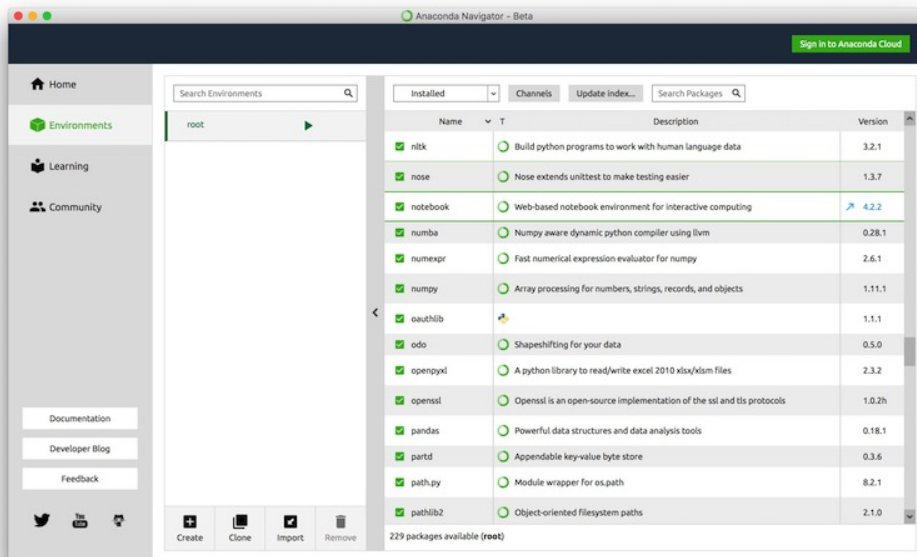 Anaconda Navigator - Beta
Sign in to Anaconda Cloud
Home
Environments
Learning
Community
Documentation
Developer Blog
Feedback
You
Tube
Search Environments
root
Create Clone Import Remove
Installed Channels Update index... Search Packages
Name T Description Version
nltk Build python programs to work with human language data 3.2.1
nose Nose extends unittest to make testing easier 1.3.7
notebook Web-based notebook environment for interactive computing 4.2.2
numba Numpy aware dynamic python compiler using llvm 0.28.1
numexpr Fast numerical expression evaluator for numpy 2.6.1
numpy Array processing for numbers, strings, records, and objects 1.11.1
oauthlib 1.1.1
odo Shapeshifting for your data 0.5.0
openpyxl A python library to read/write excel 2010 xlsx/xlsm files 2.3.2
openssl Openssl is an open-source implementation of the ssl and tls protocols 1.0.2h
pandas Powerful data structures and data analysis tools 0.18.1
partd Appendable key-value byte store 0.3.6
path.py Module wrapper for os.path 8.2.1
pathlib2 Object-oriented filesystem paths 2.1.0
229 packages available (root)